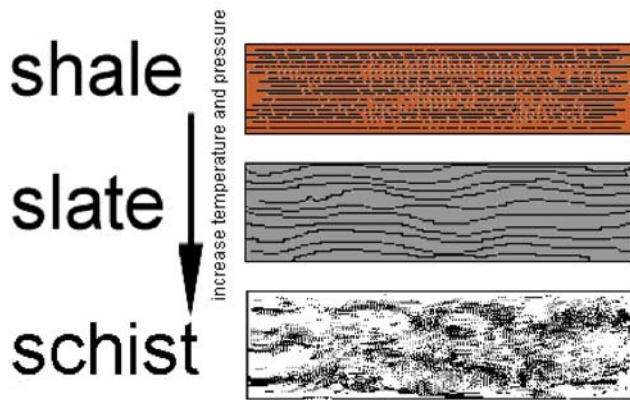 shale
slate
schist
increase temperature and pressure